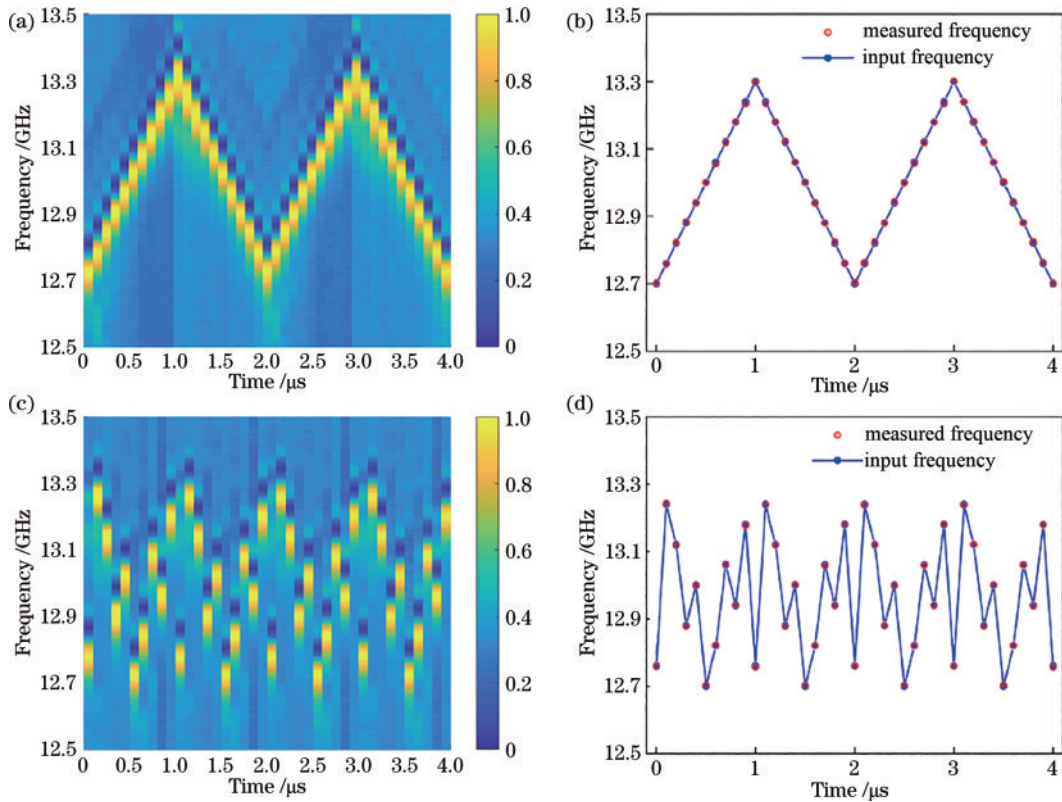 (a)
13.5
13.3
13.1
12.9
12.7
12.5
Frequency /GHz
0 0.5 1.0 1.5 2.0 2.5 3.0 3.5 4.0
Time /μs
1.0
0.8
0.6
0.4
0.2
0
(b)
13.5
13.3
13.1
12.9
12.7
12.5
Frequency /GHz
measured frequency
input frequency
0 1 2 3 4
Time /μs
(c)
13.5
13.3
13.1
12.9
12.7
12.5
Frequency /GHz
0 0.5 1.0 1.5 2.0 2.5 3.0 3.5 4.0
Time /μs
1.0
0.8
0.6
0.4
0.2
0
(d)
13.5
13.3
13.1
12.9
12.7
12.5
Frequency /GHz
measured frequency
input frequency
0 1 2 3 4
Time /μs